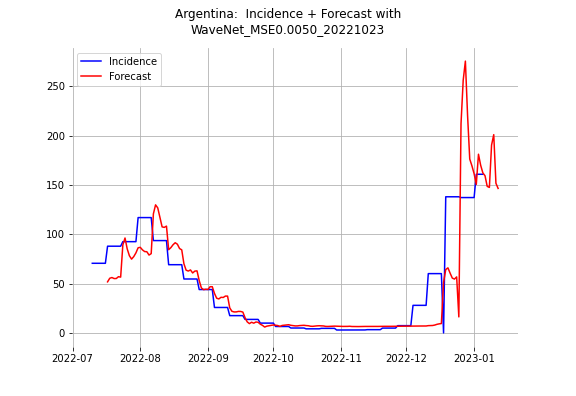 Argentina:  Incidence + Forecast with
WaveNet_MSE0.0050_20221023
Incidence
Forecast
250
200
150
100
50
0
2022-07 2022-08 2022-09 2022-10 2022-11 2022-12 2023-01